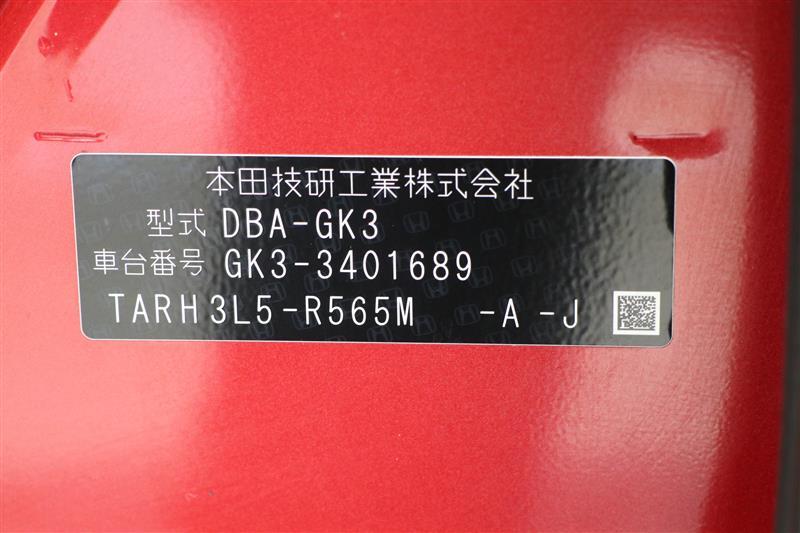 本田技研工業株式会社
型式 DBA-GK3
車台番号 GK3-3401689
TARH3L5-R565M -A -J